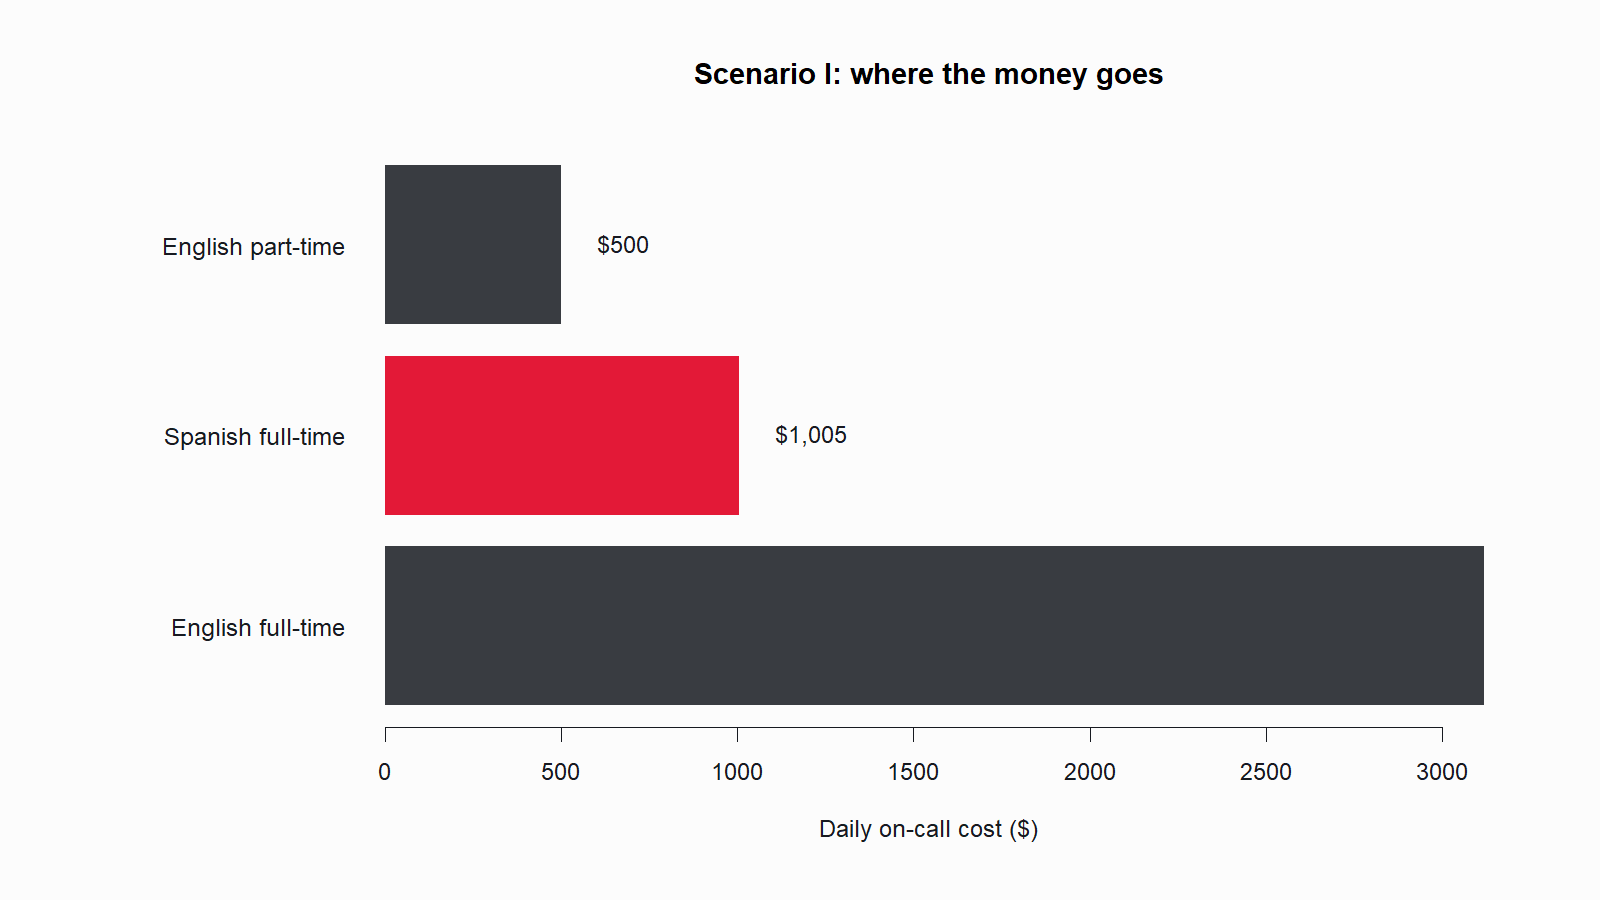 Scenario I: where the money goes
English part-time
$500
Spanish full-time
$1,005
English full-time
0 500 1000 1500 2000 2500 3000
Daily on-call cost ($)